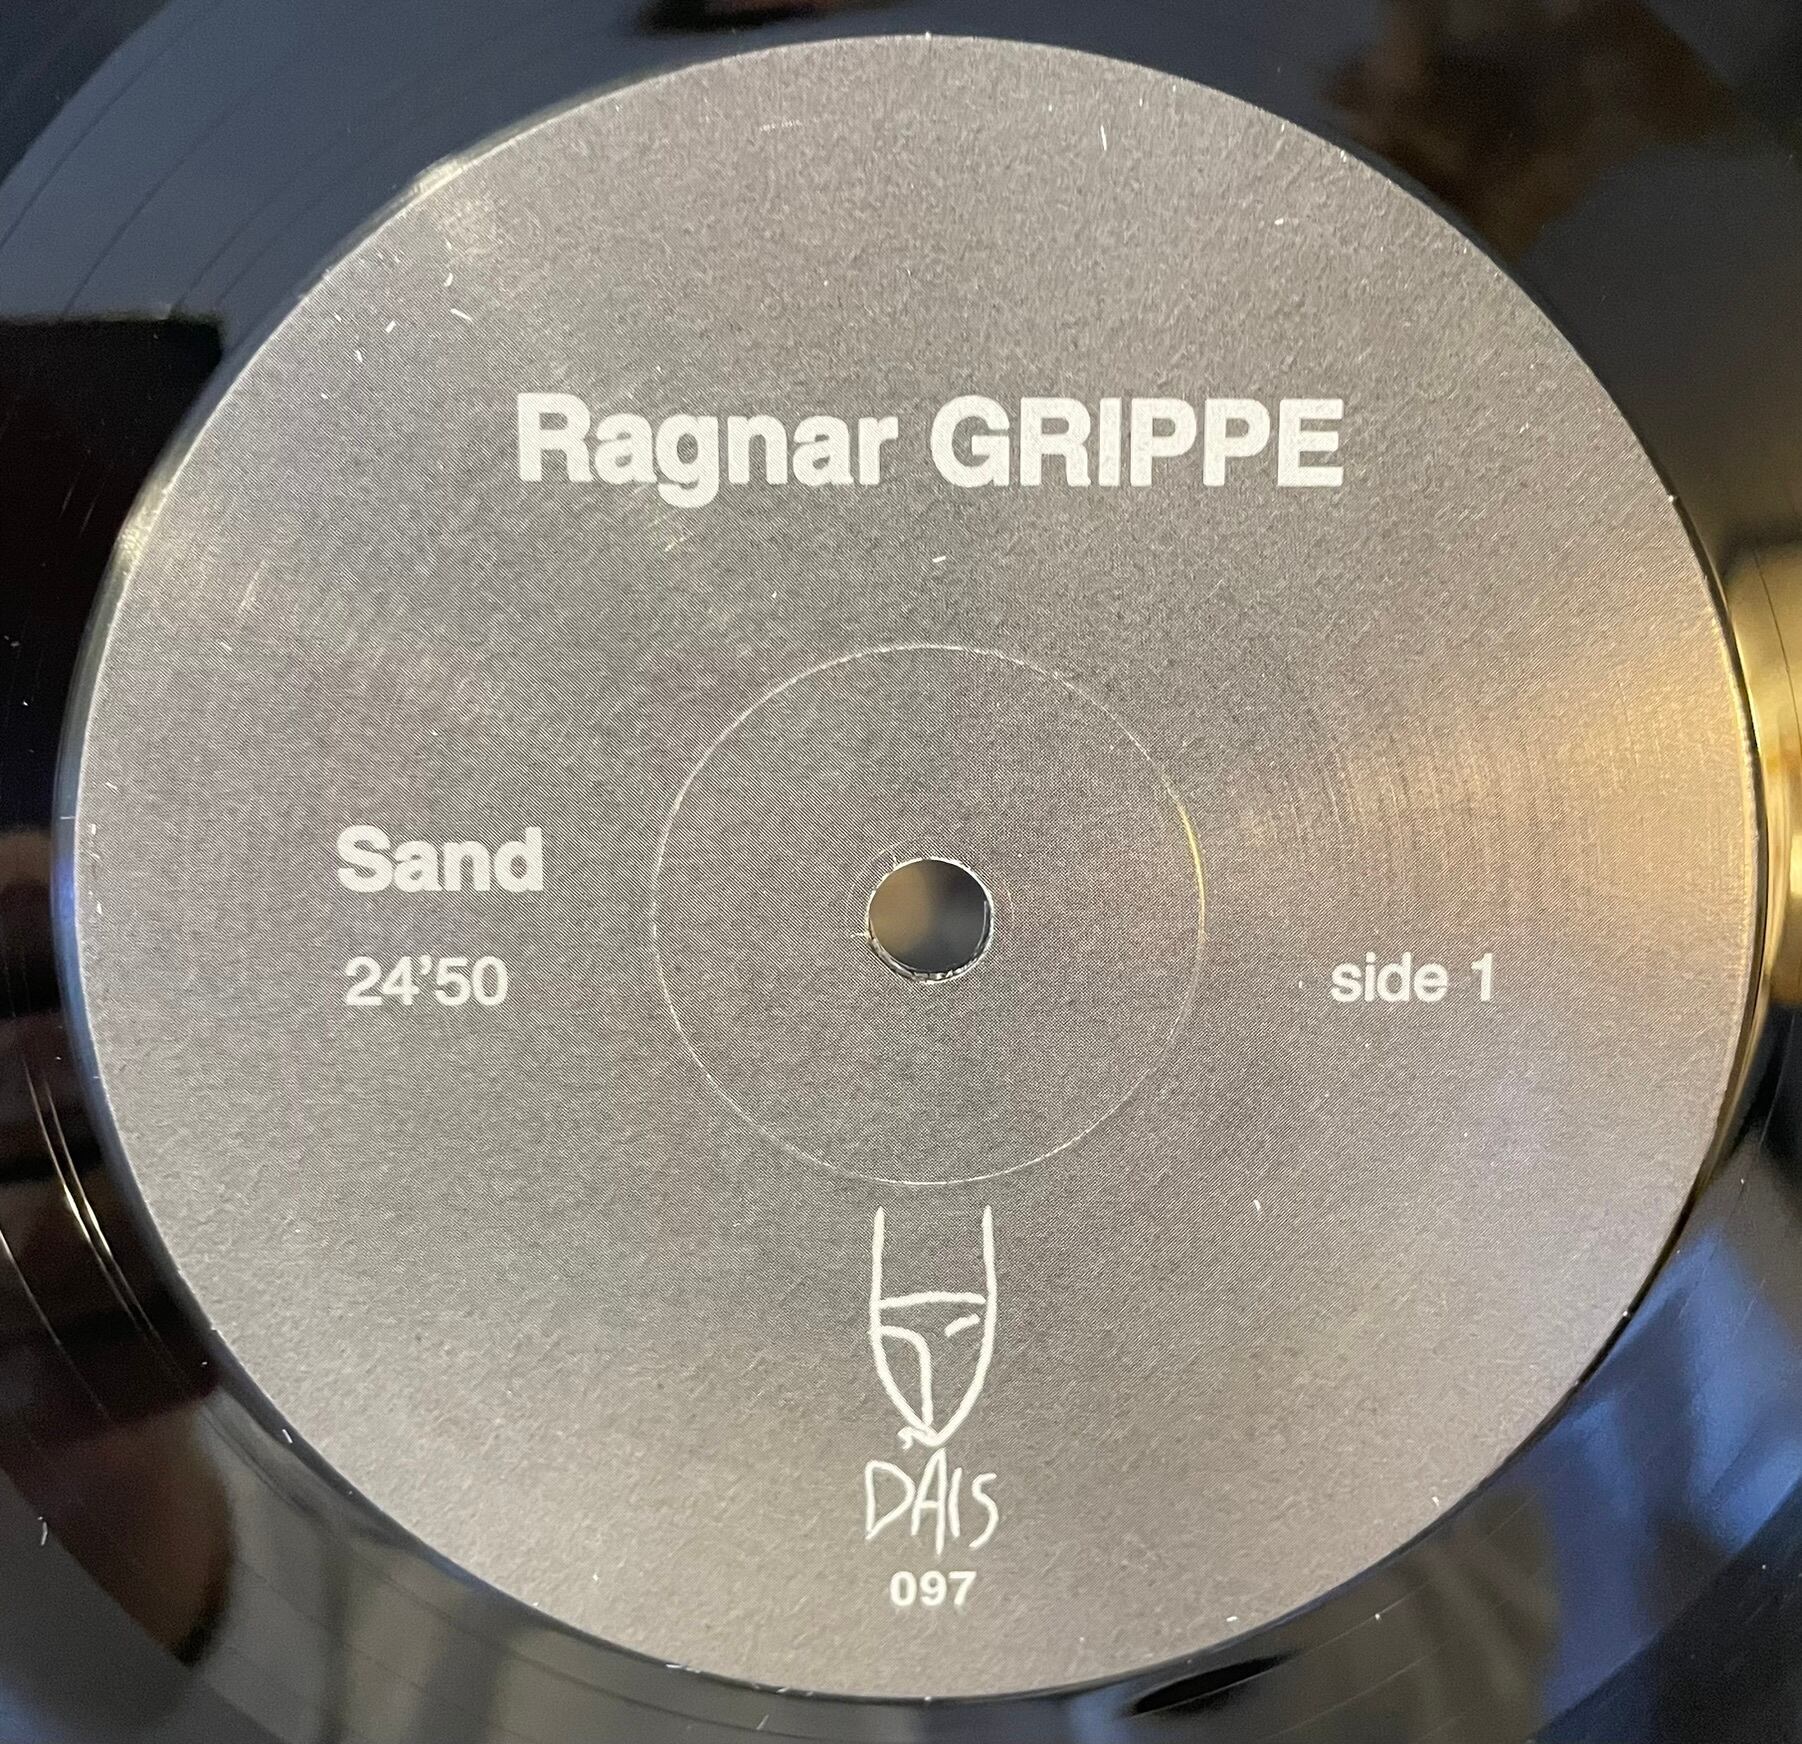 Ragnar GRIPPE
Sand
24’50
side 1
DAIS
097